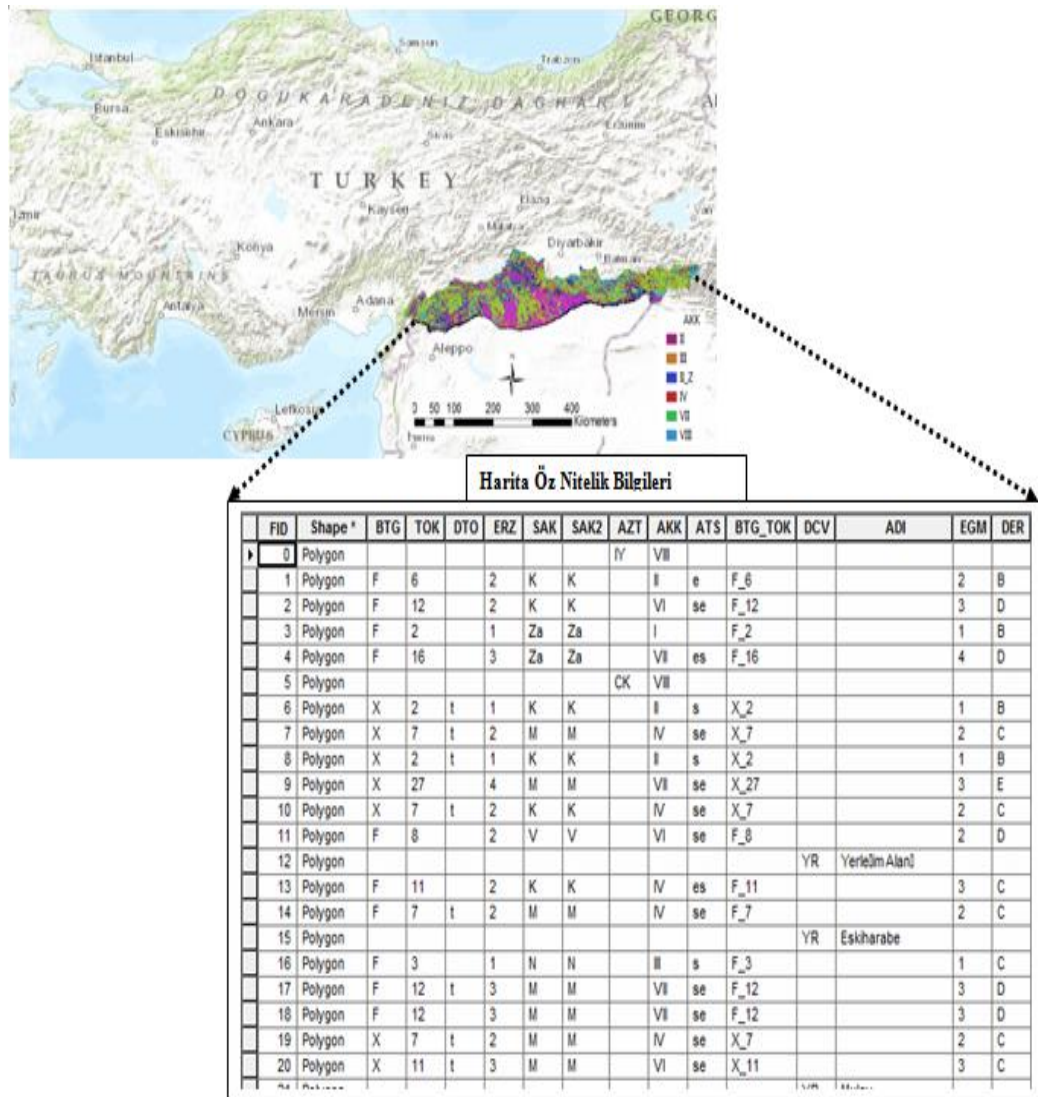 GEORG
Samsun
Istanbul
Trabzon
DOĞUKARADENİZ DAĞLARI
Bursa
Ankara
Eskisehir
Sivas
Erzurum
TURKEY
Elazig
Kayseri
Izmir
Malatya
Van
Konya
Diyarbakir
Batman
TAURUS MOUNTAINS
Adana
Antalya
Mersin
AKK
Aleppo
II
III
II_Z
IV
VII
VIII
N
Lefkosia
0 50 100 200 300 400
Kilometers
CYPRUS
Hama
Harita Öz Nitelik Bilgileri
FID Shape * BTG TOK DTO ERZ SAK SAK2 AZT AKK ATS BTG_TOK DCV ADI EGM DER
0 Polygon IY VIII
1 Polygon F 6 2 K K II e F_6 2 B
2 Polygon F 12 2 K K VI se F_12 3 D
3 Polygon F 2 1 Za Za I F_2 1 B
4 Polygon F 16 3 Za Za VII es F_16 4 D
5 Polygon CK VIII
6 Polygon X 2 t 1 K K II s X_2 1 B
7 Polygon X 7 t 2 M M IV se X_7 2 C
8 Polygon X 2 t 1 K K II s X_2 1 B
9 Polygon X 27 4 M M VII se X_27 3 E
10 Polygon X 7 t 2 K K IV se X_7 2 C
11 Polygon F 8 2 V V VI se F_8 2 D
12 Polygon YR Yerle▯im Alan▯
13 Polygon F 11 2 K K IV es F_11 3 C
14 Polygon F 7 t 2 M M IV se F_7 2 C
15 Polygon YR Eskiharabe
16 Polygon F 3 1 N N III s F_3 1 C
17 Polygon F 12 t 3 M M VII se F_12 3 D
18 Polygon F 12 3 M M VII se F_12 3 D
19 Polygon X 7 t 2 M M IV se X_7 2 C
20 Polygon X 11 t 3 M M VI se X_11 3 C